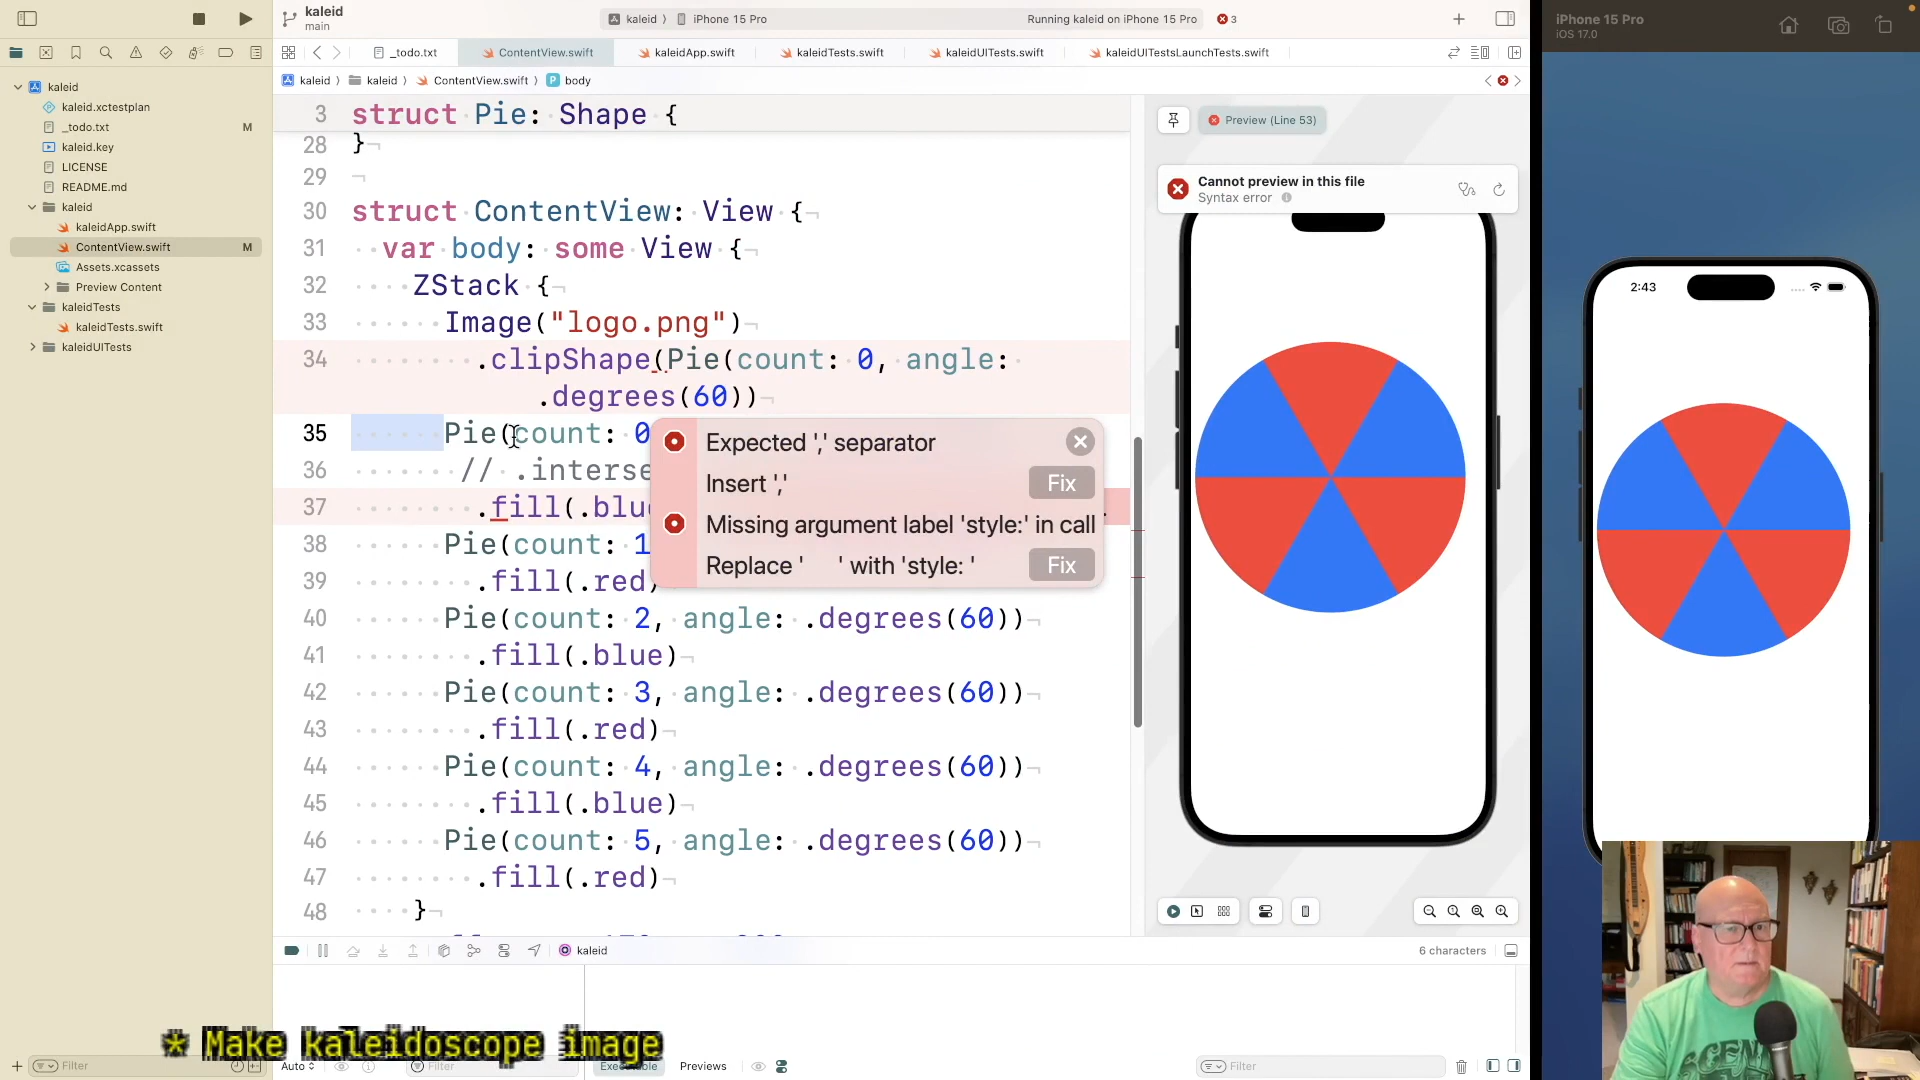 kaleid
main
kaleid
iPhone 15 Pro
Running kaleid on iPhone 15 Pro
3
iPhone 15 Pro
iOS 17.0
_todo.txt
ContentView.swift
kaleidApp.swift
kaleidTests.swift
kaleidUITests.swift
kaleidUITestsLaunchTests.swift
kaleid
kaleid
ContentView.swift
body
kaleid
kaleid.xctestplan
_todo.txt M
kaleid.key
LICENSE
README.md
kaleid
kaleidApp.swift
ContentView.swift M
Assets.xcassets
Preview Content
kaleidTests
kaleidTests.swift
kaleidUITests
3 struct Pie: Shape {
28 }
29
30 struct ContentView: View {
31 var body: some View {
32 ZStack {
33 Image("logo.png")
34 .clipShape(Pie(count: 0, angle:
.degrees(60))
35 Pie(count: 0
36 // .interse
37 .fill(.blue
38 Pie(count: 1
39 .fill(.red)
40 Pie(count: 2, angle: .degrees(60))
41 .fill(.blue)
42 Pie(count: 3, angle: .degrees(60))
43 .fill(.red)
44 Pie(count: 4, angle: .degrees(60))
45 .fill(.blue)
46 Pie(count: 5, angle: .degrees(60))
47 .fill(.red)
48 }
Expected ',' separator
Insert ',' Fix
Missing argument label 'style:' in call
Replace ' ' with 'style: ' Fix
Preview (Line 53)
Cannot preview in this file
Syntax error
2:43
kaleid
6 characters
* Make kaleidoscope image
Filter
Auto
Filter
Executable
Previews
Filter